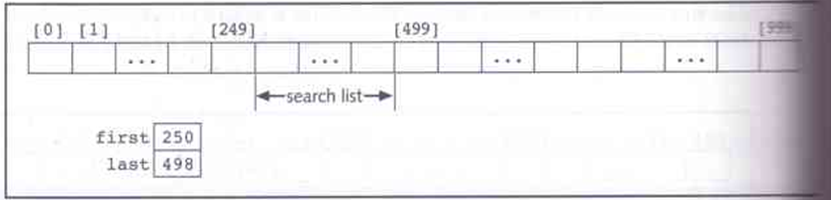 [0] [1] [249] [499]
... ... ... ...
search list
first 250
last 498